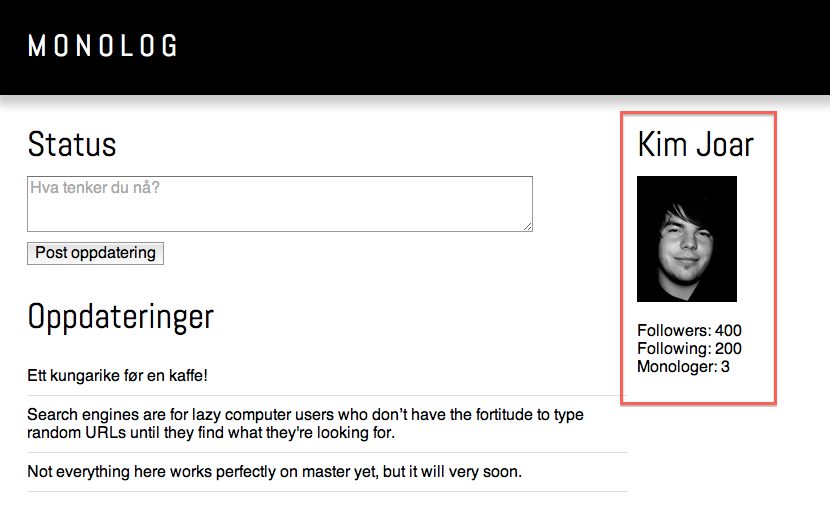 MONOLOG
Status
Hva tenker du nå?
Post oppdatering
Oppdateringer
Ett kungarike før en kaffe!
Search engines are for lazy computer users who don’t have the fortitude to type
random URLs until they find what they're looking for.
Not everything here works perfectly on master yet, but it will very soon.
Kim Joar
Followers: 400
Following: 200
Monologer: 3